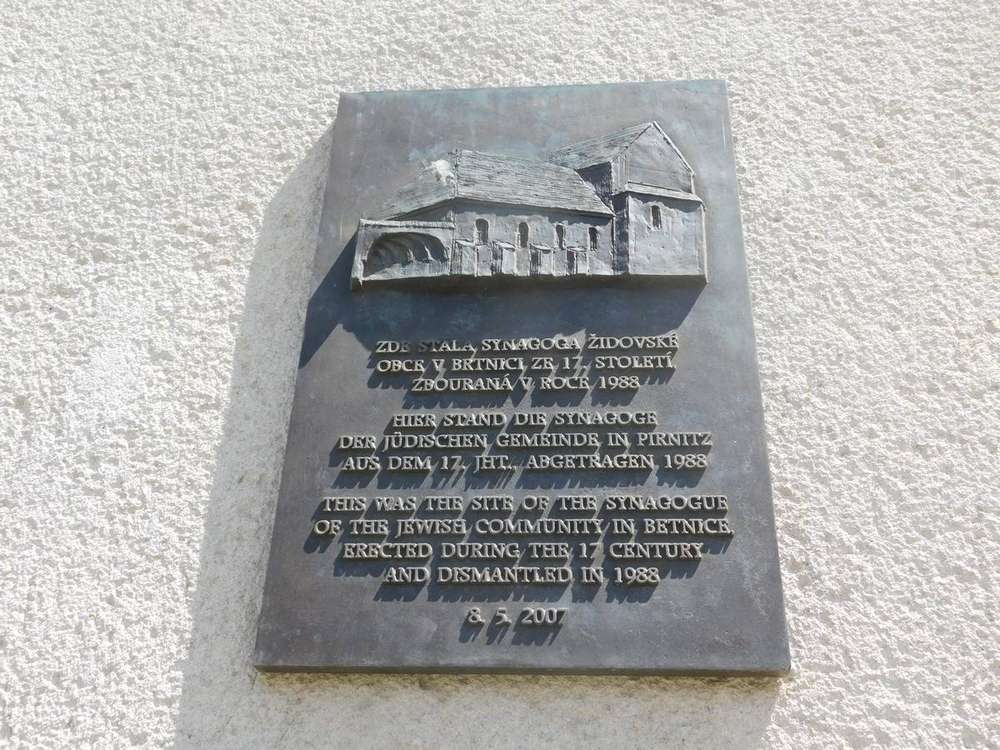 ZDE STÁLA SYNAGOGA ŽIDOVSKÉ
OBCE V BRTNICI ZE 17. STOLETÍ,
ZBOURANÁ V ROCE 1988
HIER STAND DIE SYNAGOGE
DER JÜDISCHEN GEMEINDE IN PIRNITZ
AUS DEM 17. JHT., ABGETRAGEN 1988
THIS WAS THE SITE OF THE SYNAGOGUE
OF THE JEWISH COMMUNITY IN BRTNICE,
ERECTED DURING THE 17 CENTURY
AND DISMANTLED IN 1988
8. 5. 2007